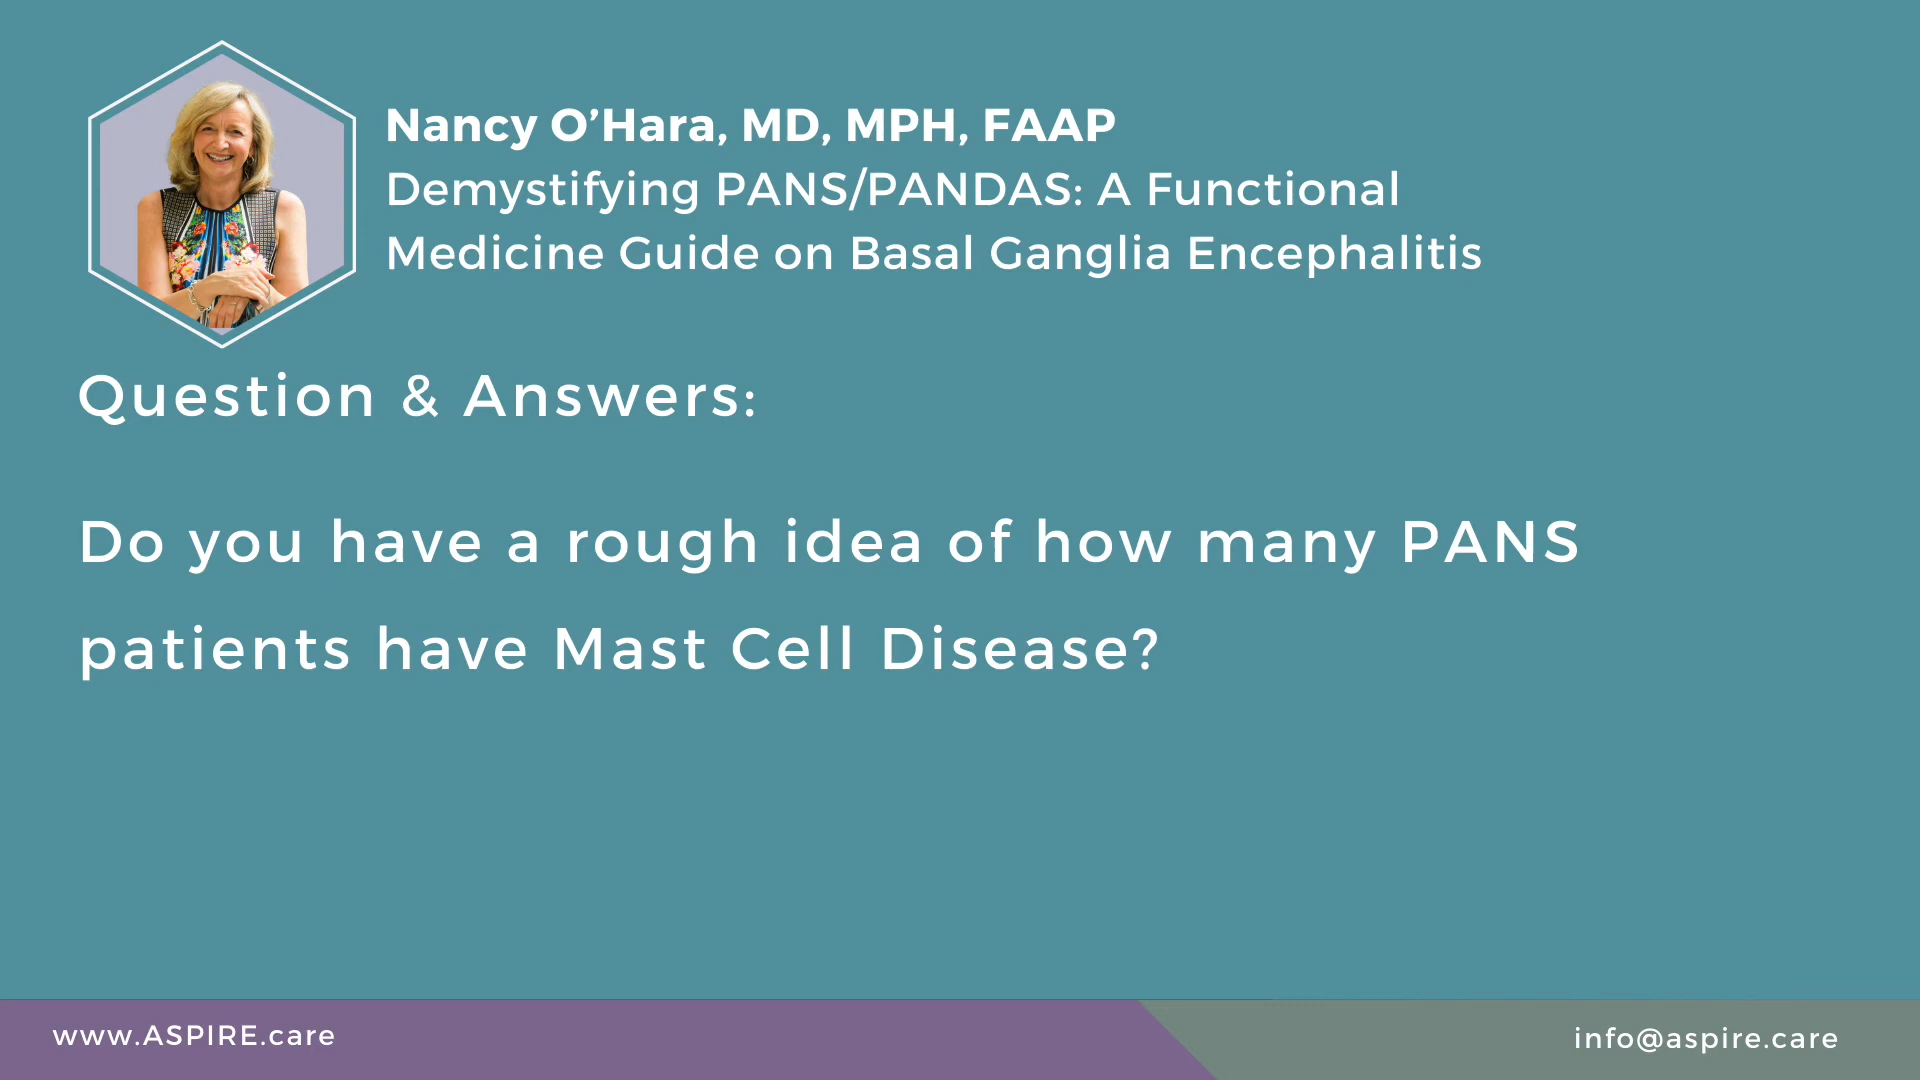 Nancy O’Hara, MD, MPH, FAAP
Demystifying PANS/PANDAS: A Functional
Medicine Guide on Basal Ganglia Encephalitis
Question & Answers:
Do you have a rough idea of how many PANS
patients have Mast Cell Disease?
www.ASPIRE.care
info@aspire.care